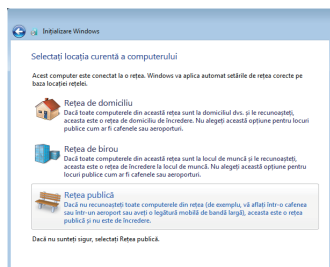 Inițializare Windows
Selectați locația curentă a computerului
Acest computer este conectat la o rețea. Windows va aplica automat setările de rețea corecte pe
baza locației rețelei.
Rețea de domiciliu
Dacă toate computerele din această rețea sunt la domiciliul dvs. și le recunoașteți,
aceasta este o rețea de domiciliu de încredere. Nu alegeți această opțiune pentru locuri
publice cum ar fi cafenele sau aeroporturi.
Rețea de birou
Dacă toate computerele din această rețea sunt la locul de muncă și le recunoașteți,
aceasta este o rețea de încredere la locul de muncă. Nu alegeți această opțiune pentru
locuri publice cum ar fi cafenele sau aeroporturi.
Rețea publică
Dacă nu recunoașteți toate computerele din rețea (de exemplu, vă aflați într-o cafenea
sau într-un aeroport sau aveți o legătură mobilă de bandă largă), aceasta este o rețea
publică și nu este de încredere.
Dacă nu sunteți sigur, selectați Rețea publică.